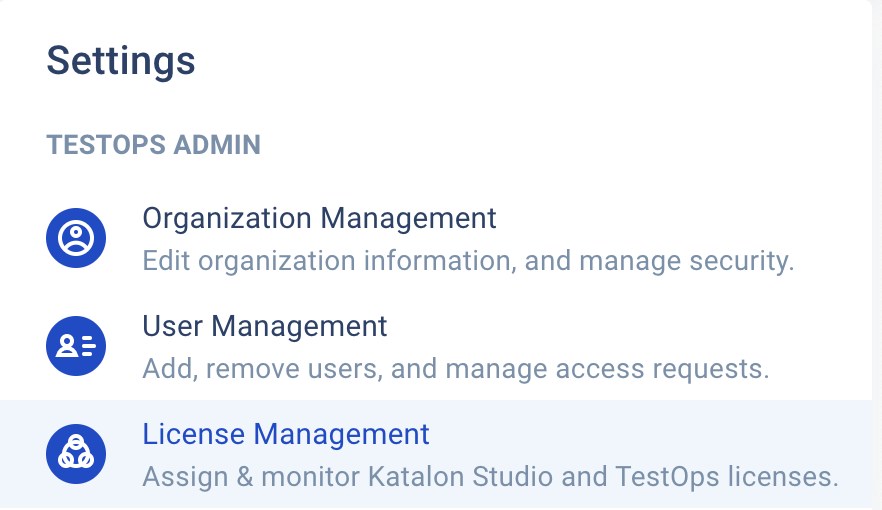 Settings
TESTOPS ADMIN
Organization Management
Edit organization information, and manage security.
User Management
Add, remove users, and manage access requests.
License Management
Assign & monitor Katalon Studio and TestOps licenses.